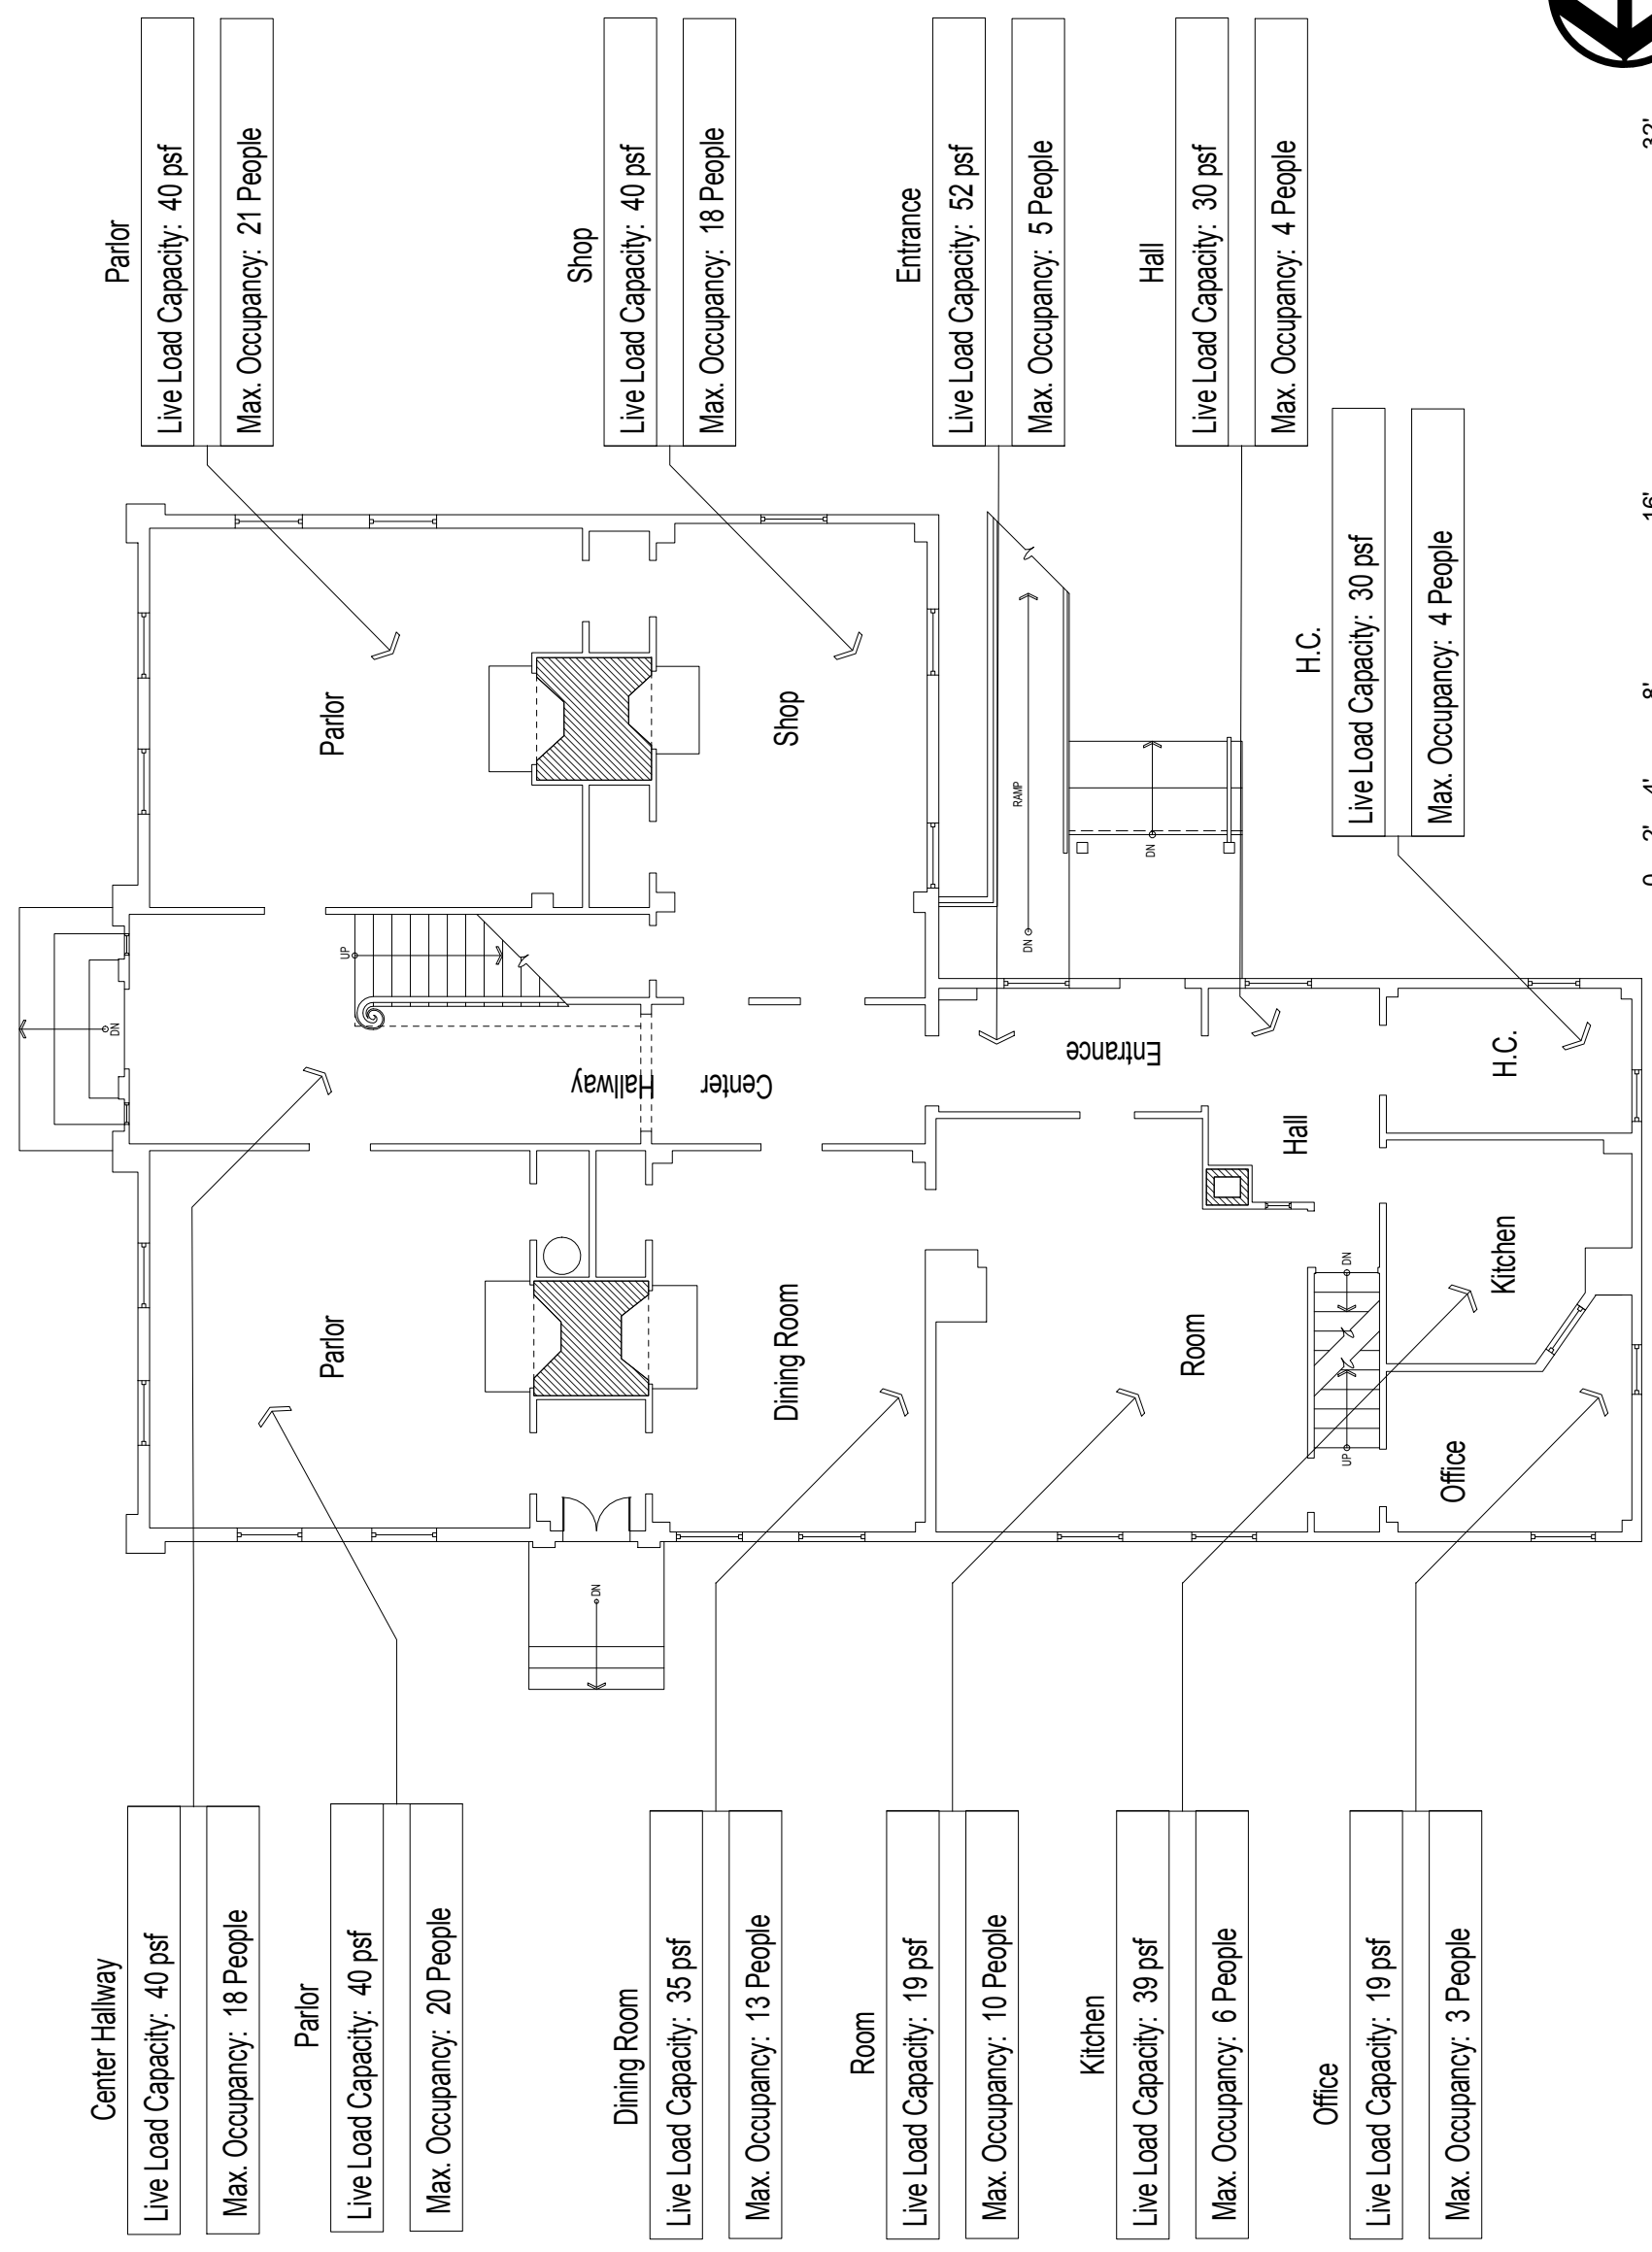 Center Hallway
Live Load Capacity: 40 psf
Max. Occupancy: 18 People
Parlor
Live Load Capacity: 40 psf
Max. Occupancy: 20 People
Dining Room
Live Load Capacity: 35 psf
Max. Occupancy: 13 People
Room
Live Load Capacity: 19 psf
Max. Occupancy: 10 People
Kitchen
Live Load Capacity: 39 psf
Max. Occupancy: 6 People
Office
Live Load Capacity: 19 psf
Max. Occupancy: 3 People
DN
Parlor
Dining Room
Room
UP
DN
Office
Kitchen
DN
UP
Center
Hallway
Entrance
Hall
H.C.
Parlor
Shop
DN
RAMP
DN
Parlor
Live Load Capacity: 40 psf
Max. Occupancy: 21 People
Shop
Live Load Capacity: 40 psf
Max. Occupancy: 18 People
Entrance
Live Load Capacity: 52 psf
Max. Occupancy: 5 People
Hall
Live Load Capacity: 30 psf
Max. Occupancy: 4 People
H.C.
Live Load Capacity: 30 psf
Max. Occupancy: 4 People
0 2' 4' 8' 16' 32'